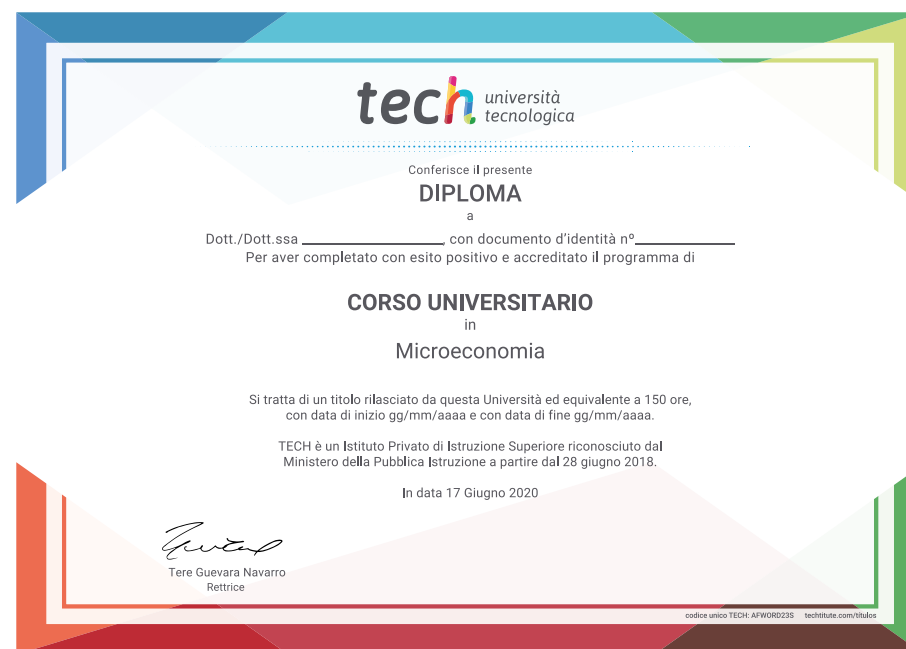 tech università
tecnologica
Conferisce il presente
DIPLOMA
a
Dott./Dott.ssa ____________________, con documento d'identità nº______________
Per aver completato con esito positivo e accreditato il programma di
CORSO UNIVERSITARIO
in
Microeconomia
Si tratta di un titolo rilasciato da questa Università ed equivalente a 150 ore,
con data di inizio gg/mm/aaaa e con data di fine gg/mm/aaaa.
TECH è un Istituto Privato di Istruzione Superiore riconosciuto dal
Ministero della Pubblica Istruzione a partire dal 28 giugno 2018.
In data 17 Giugno 2020
Tere Guevara Navarro
Rettrice
codice unico TECH: AFWORD23S techtitute.com/titulos